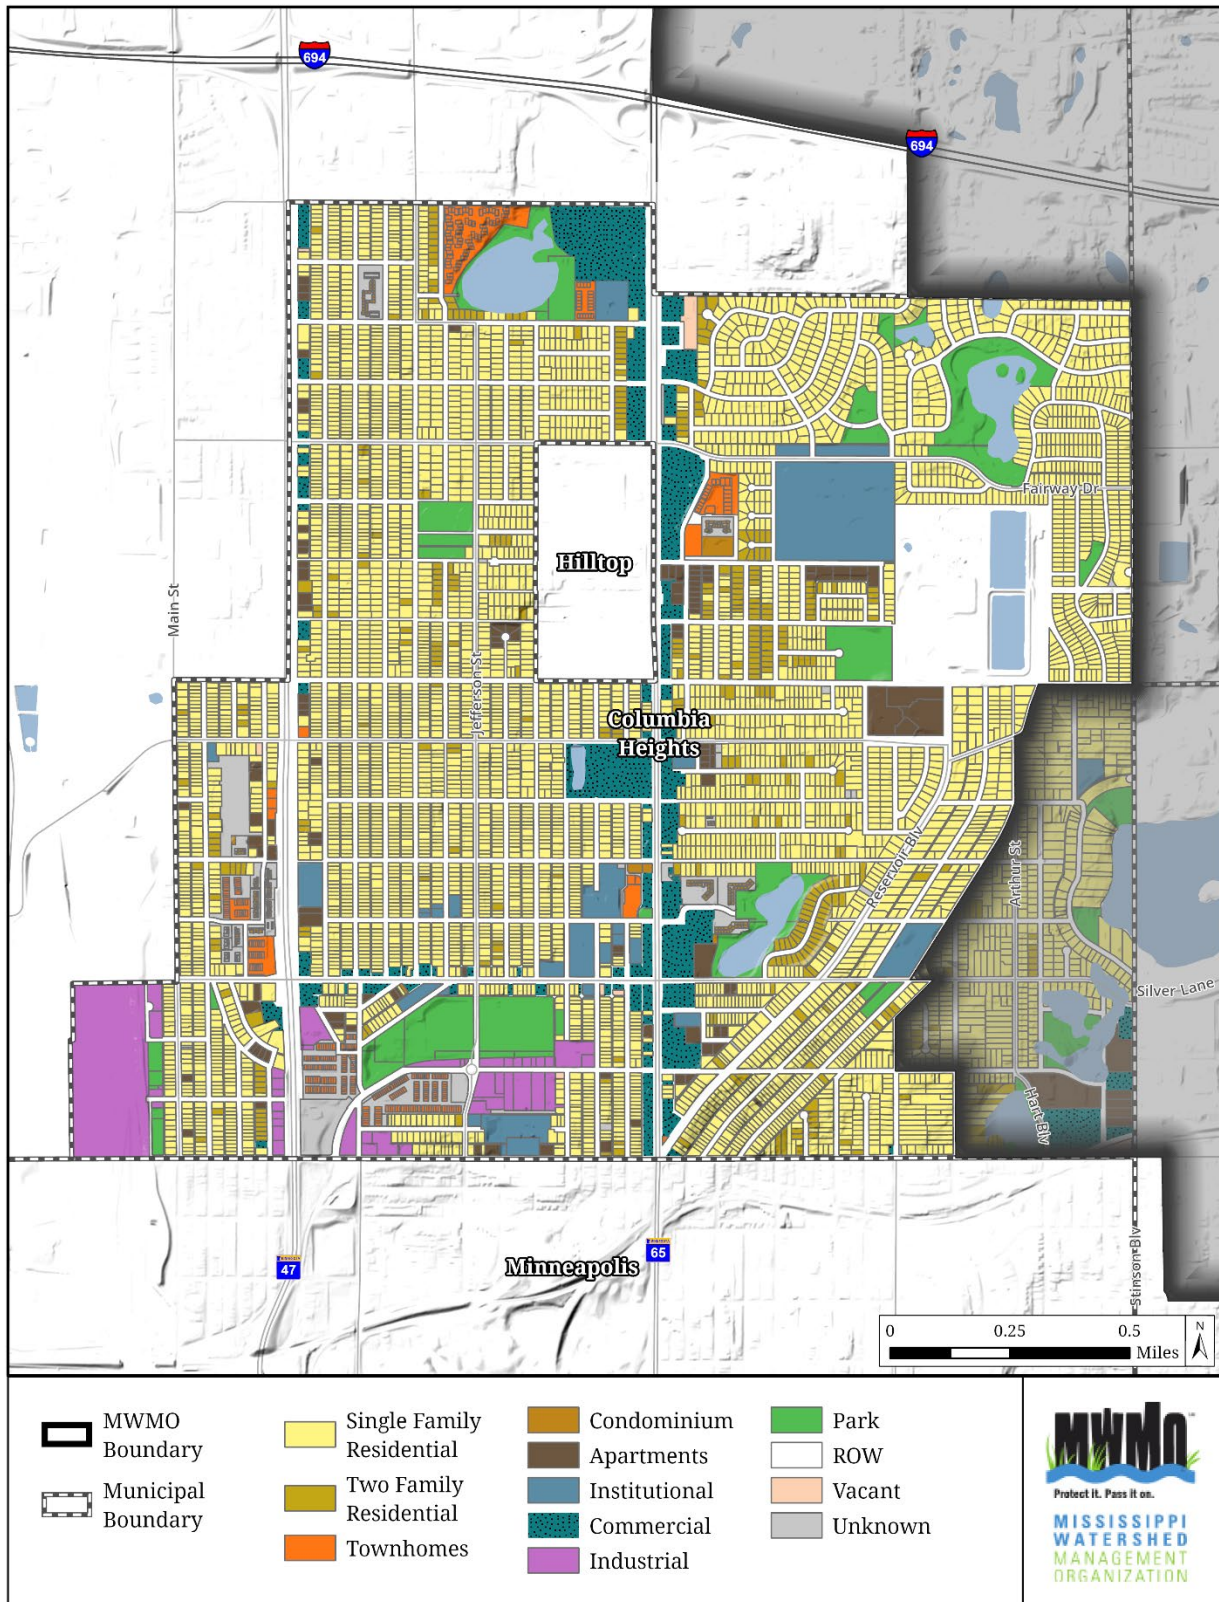 694
694
Fairway Dr
Hilltop
Main St
Jefferson St
Columbia
Heights
Reservoir Blv
Arthur St
Silver Lane
Hart Blv
Minneapolis
47
65
Stinson Blv
0 0.25 0.5
Miles
N
MWMO
Boundary
Municipal
Boundary
Single Family
Residential
Two Family
Residential
Townhomes
Condominium
Apartments
Institutional
Commercial
Industrial
Park
ROW
Vacant
Unknown
MWMO
Protect it. Pass it on.
MISSISSIPPI
WATERSHED
MANAGEMENT
ORGANIZATION